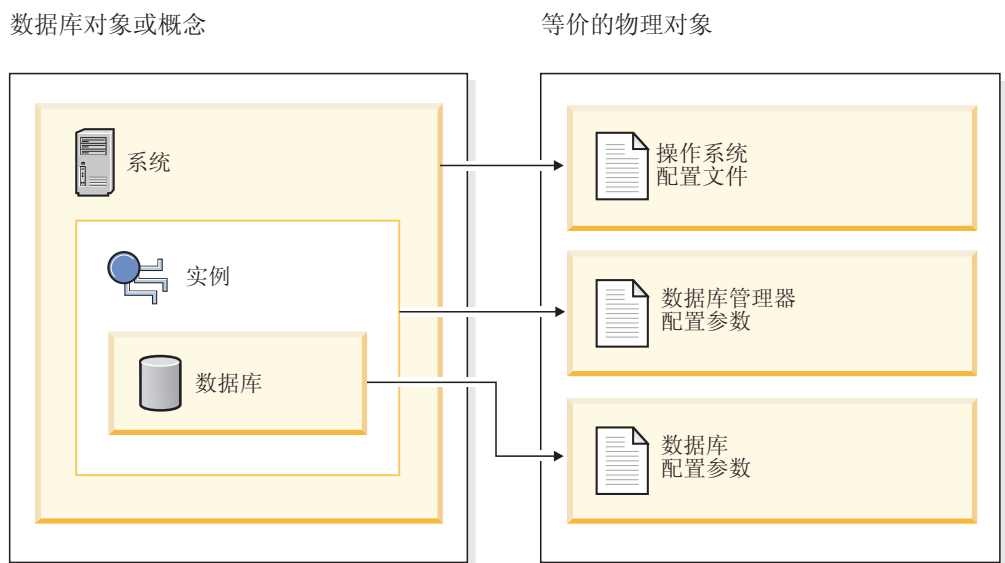 数据库对象或概念
等价的物理对象
系统
操作系统
配置文件
实例
数据库管理器
配置参数
数据库
数据库
配置参数